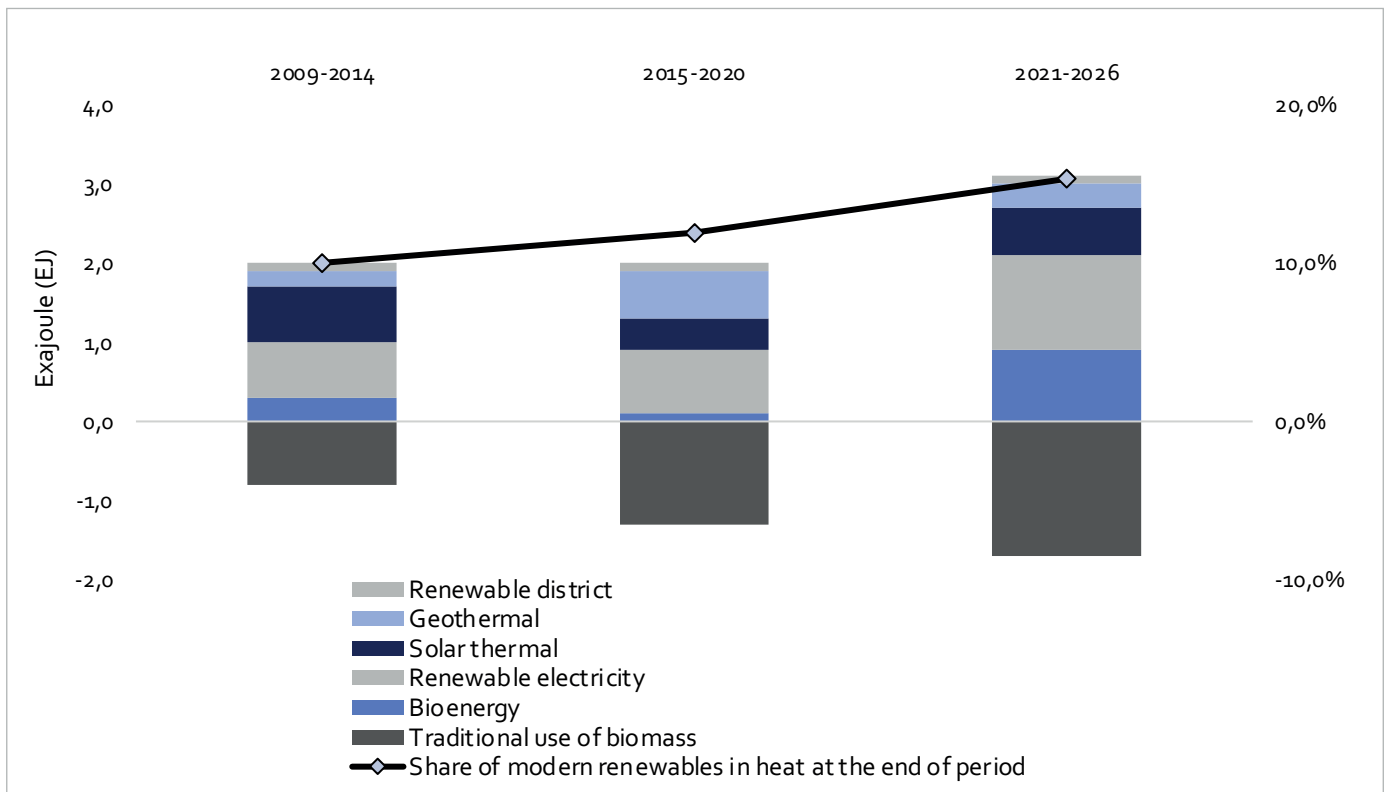 2009-2014 2015-2020 2021-2026
4,0 20,0%
3,0
2,0 10,0%
1,0
0,0 0,0%
-1,0
-2,0 -10,0%
Exajoule (EJ)
Renewable district
Geothermal
Solar thermal
Renewable electricity
Bioenergy
Traditional use of biomass
Share of modern renewables in heat at the end of period